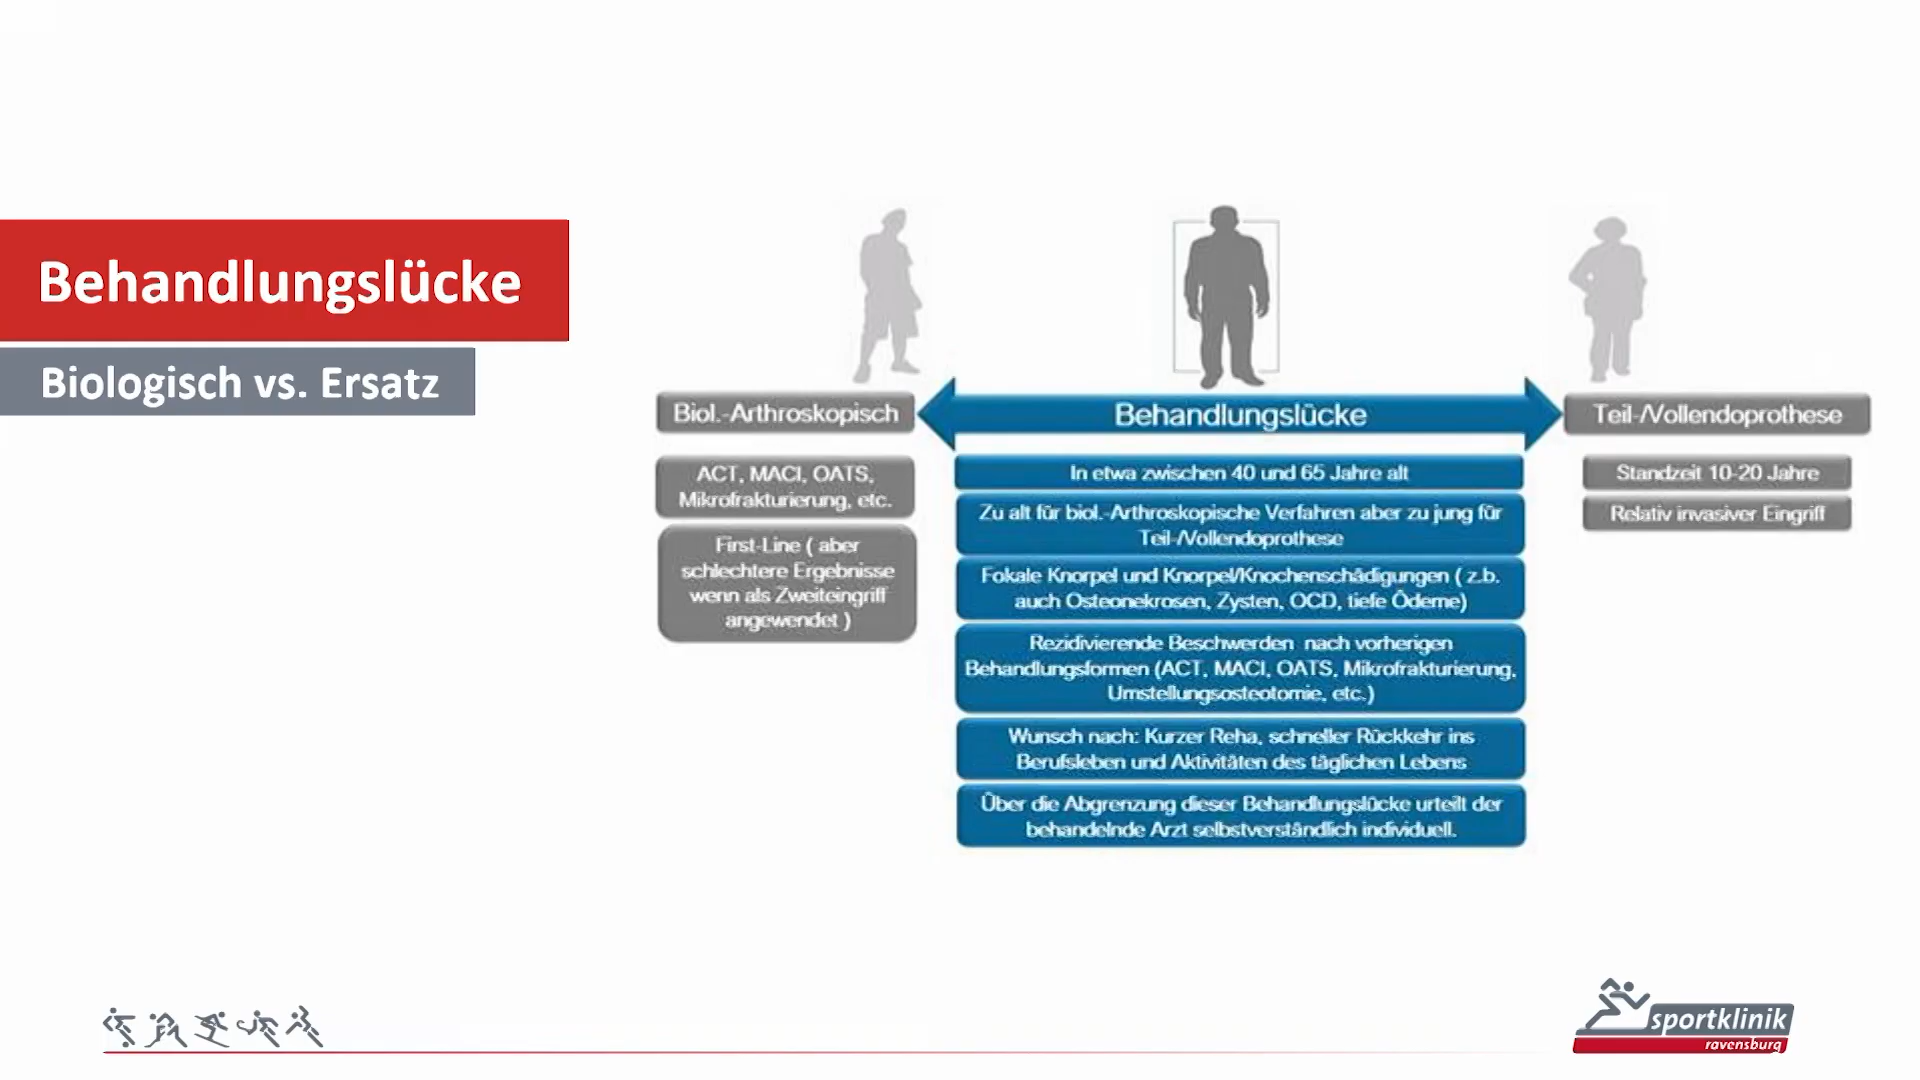 Behandlungslücke
Biologisch vs. Ersatz
Biol.-Arthroskopisch
ACT, MACI, OATS,
Mikrofrakturierung, etc.
First-Line ( aber
schlechtere Ergebnisse
wenn als Zweiteingriff
angewendet )
Behandlungslücke
In etwa zwischen 40 und 65 Jahre alt
Zu alt für biol.-Arthroskopische Verfahren aber zu jung für
Teil-/Vollendoprothese
Fokale Knorpel und Knorpel/Knochenschädigungen ( z.b.
auch Osteonekrosen, Zysten, OCD, tiefe Ödeme)
Rezidivierende Beschwerden nach vorherigen
Behandlungsformen (ACT, MACI, OATS, Mikrofrakturierung,
Umstellungsosteotomie, etc.)
Wunsch nach: Kurzer Reha, schneller Rückkehr ins
Berufsleben und Aktivitäten des täglichen Lebens
Über die Abgrenzung dieser Behandlungslücke urteilt der
behandelnde Arzt selbstverständlich individuell.
Teil-/Vollendoprothese
Standzeit 10-20 Jahre
Relativ invasiver Eingriff
sportklinik
ravensburg